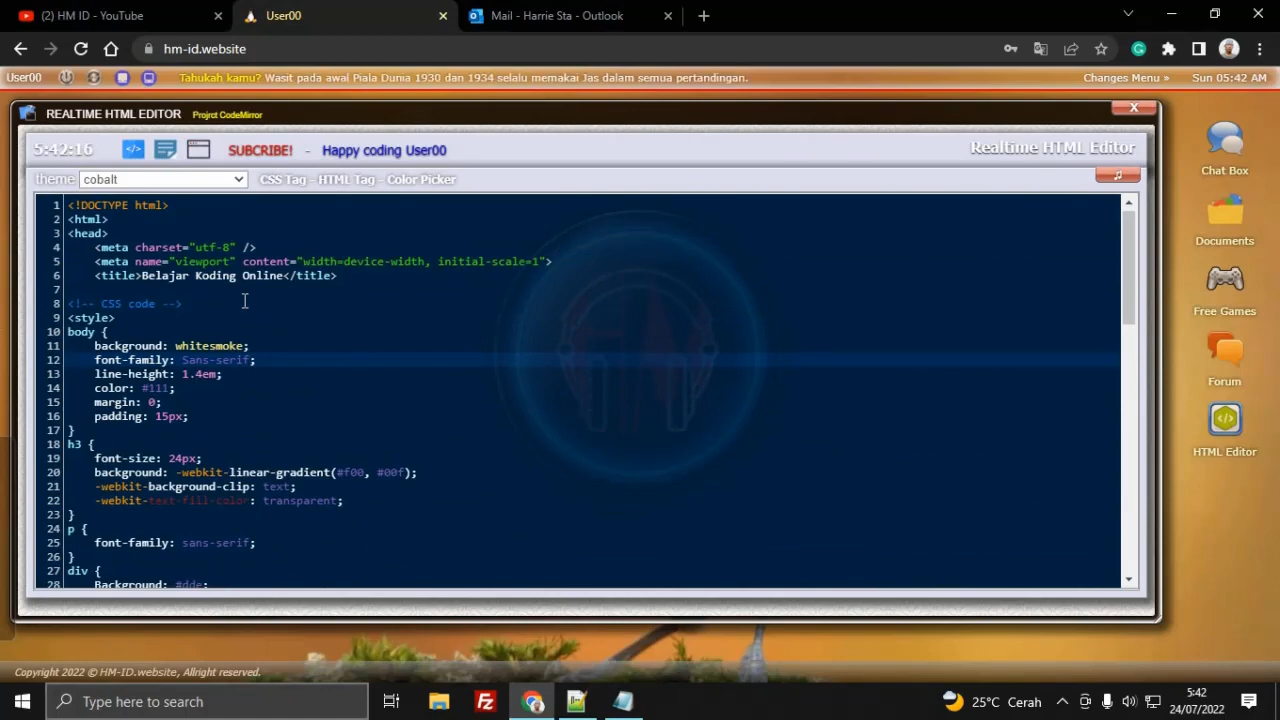 (2) HM ID - YouTube
User00
Mail - Harrie Sta - Outlook
hm-id.website
User00
Tahukah kamu? Wasit pada awal Piala Dunia 1930 dan 1934 selalu memakai Jas dalam semua pertandingan.
Changes Menu »
Sun 05:42 AM
REALTIME HTML EDITOR
Projrct CodeMirror
X
5:42:16
SUBCRIBE! - Happy coding User00
Realtime HTML Editor
theme
cobalt
CSS Tag - HTML Tag - Color Picker
1 <!DOCTYPE html>
2 <html>
3 <head>
4 <meta charset="utf-8" />
5 <meta name="viewport" content="width=device-width, initial-scale=1">
6 <title>Belajar Koding Online</title>
7
8 <!-- CSS code -->
9 <style>
10 body {
11 background: whitesmoke;
12 font-family: Sans-serif;
13 line-height: 1.4em;
14 color: #111;
15 margin: 0;
16 padding: 15px;
17 }
18 h3 {
19 font-size: 24px;
20 background: -webkit-linear-gradient(#f00, #00f);
21 -webkit-background-clip: text;
22 -webkit-text-fill-color: transparent;
23 }
24 p {
25 font-family: sans-serif;
26 }
27 div {
28 Background: #dde;
Chat Box
Documents
Free Games
Forum
HTML Editor
Copyright 2022 © HM-ID.website, Allright reserved.
Type here to search
25°C Cerah
5:42
24/07/2022